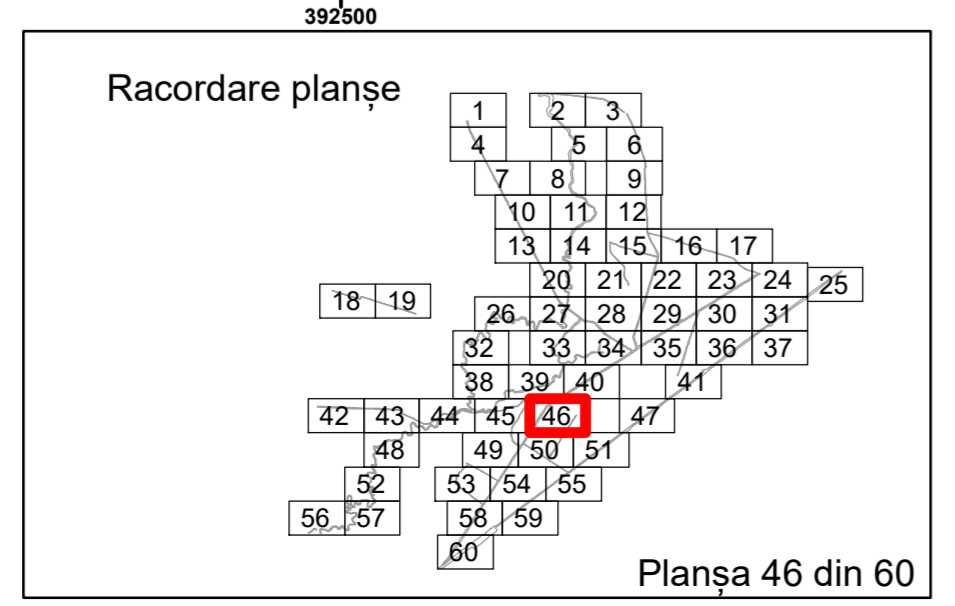 392500
Racordare planșe
1 2 3
4 5 6
7 8 9
10 11 12
13 14 15 16 17
20 21 22 23 24 25
18 19 26 27 28 29 30 31
32 33 34 35 36 37
38 39 40 41
42 43 44 45 46 47
48 49 50 51
52 53 54 55
56 57 58 59
60
Planșa 46 din 60